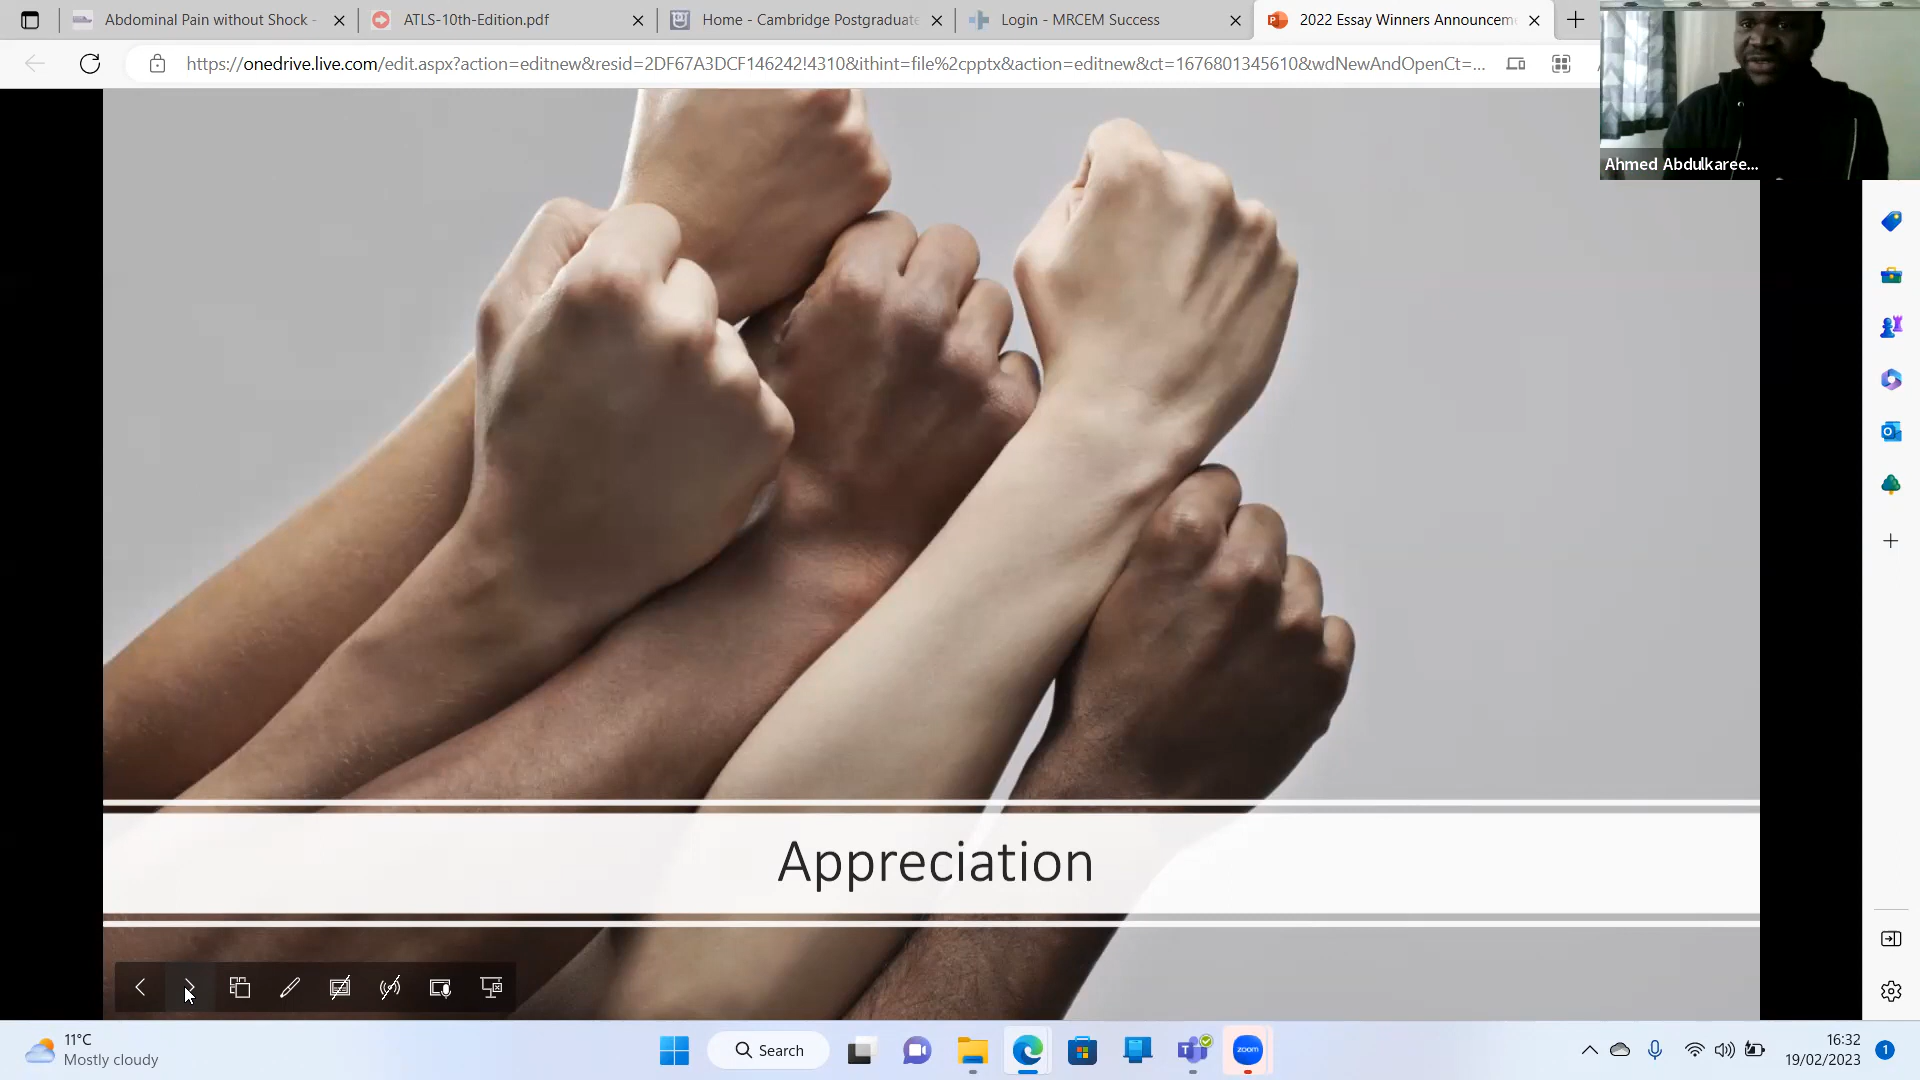 Abdominal Pain without Shock -
ATLS-10th-Edition.pdf
Home - Cambridge Postgraduate
Login - MRCEM Success
2022 Essay Winners Announcem
https://onedrive.live.com/edit.aspx?action=editnew&resid=2DF67A3DCF146242!4310&ithint=file%2cpptx&action=editnew&ct=1676801345610&wdNewAndOpenCt=...
Ahmed Abdulkaree...
Appreciation
11°C
Mostly cloudy
Search
zoom
16:32
19/02/2023
1